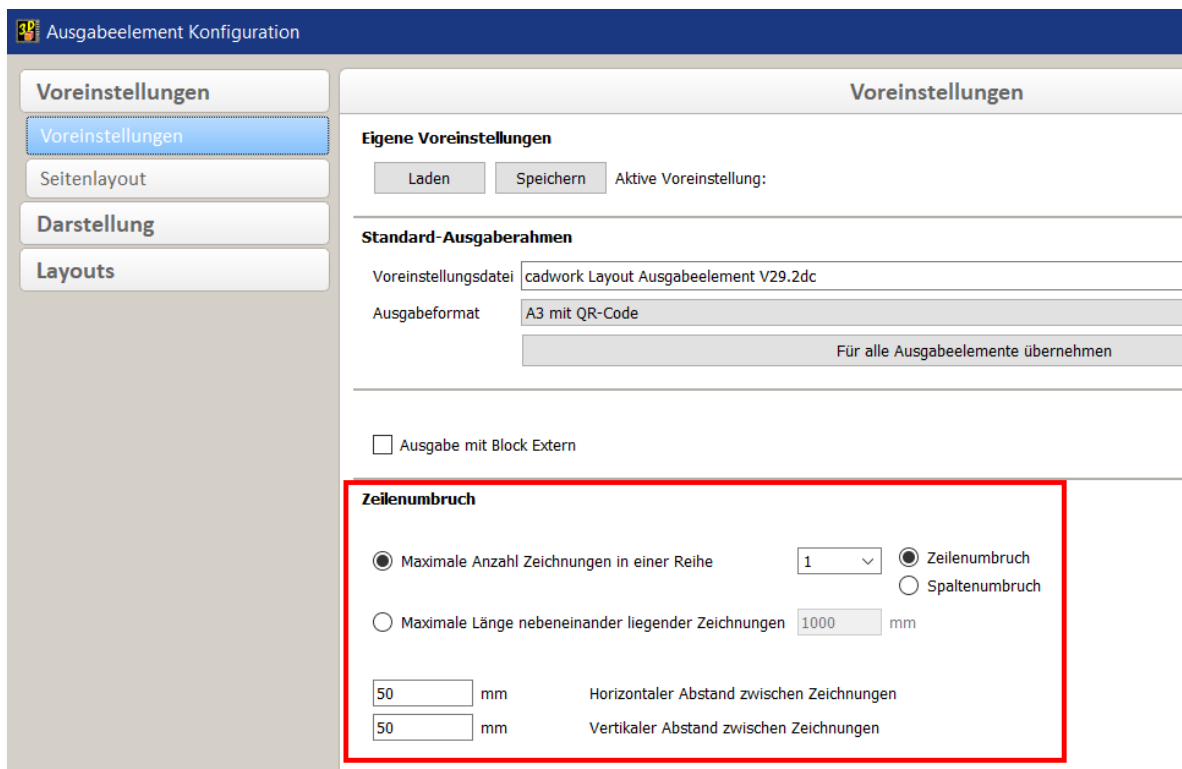 Ausgabeelement Konfiguration
Voreinstellungen
Voreinstellungen
Seitenlayout
Darstellung
Layouts
Voreinstellungen
Eigene Voreinstellungen
Laden Speichern Aktive Voreinstellung:
Standard-Ausgaberahmen
Voreinstellungsdatei cadwork Layout Ausgabeelement V29.2dc
Ausgabeformat A3 mit QR-Code
Für alle Ausgabeelemente übernehmen
Ausgabe mit Block Extern
Zeilenumbruch
Maximale Anzahl Zeichnungen in einer Reihe 1 Zeilenumbruch
Spaltenumbruch
Maximale Länge nebeneinander liegender Zeichnungen 1000 mm
50 mm Horizontaler Abstand zwischen Zeichnungen
50 mm Vertikaler Abstand zwischen Zeichnungen